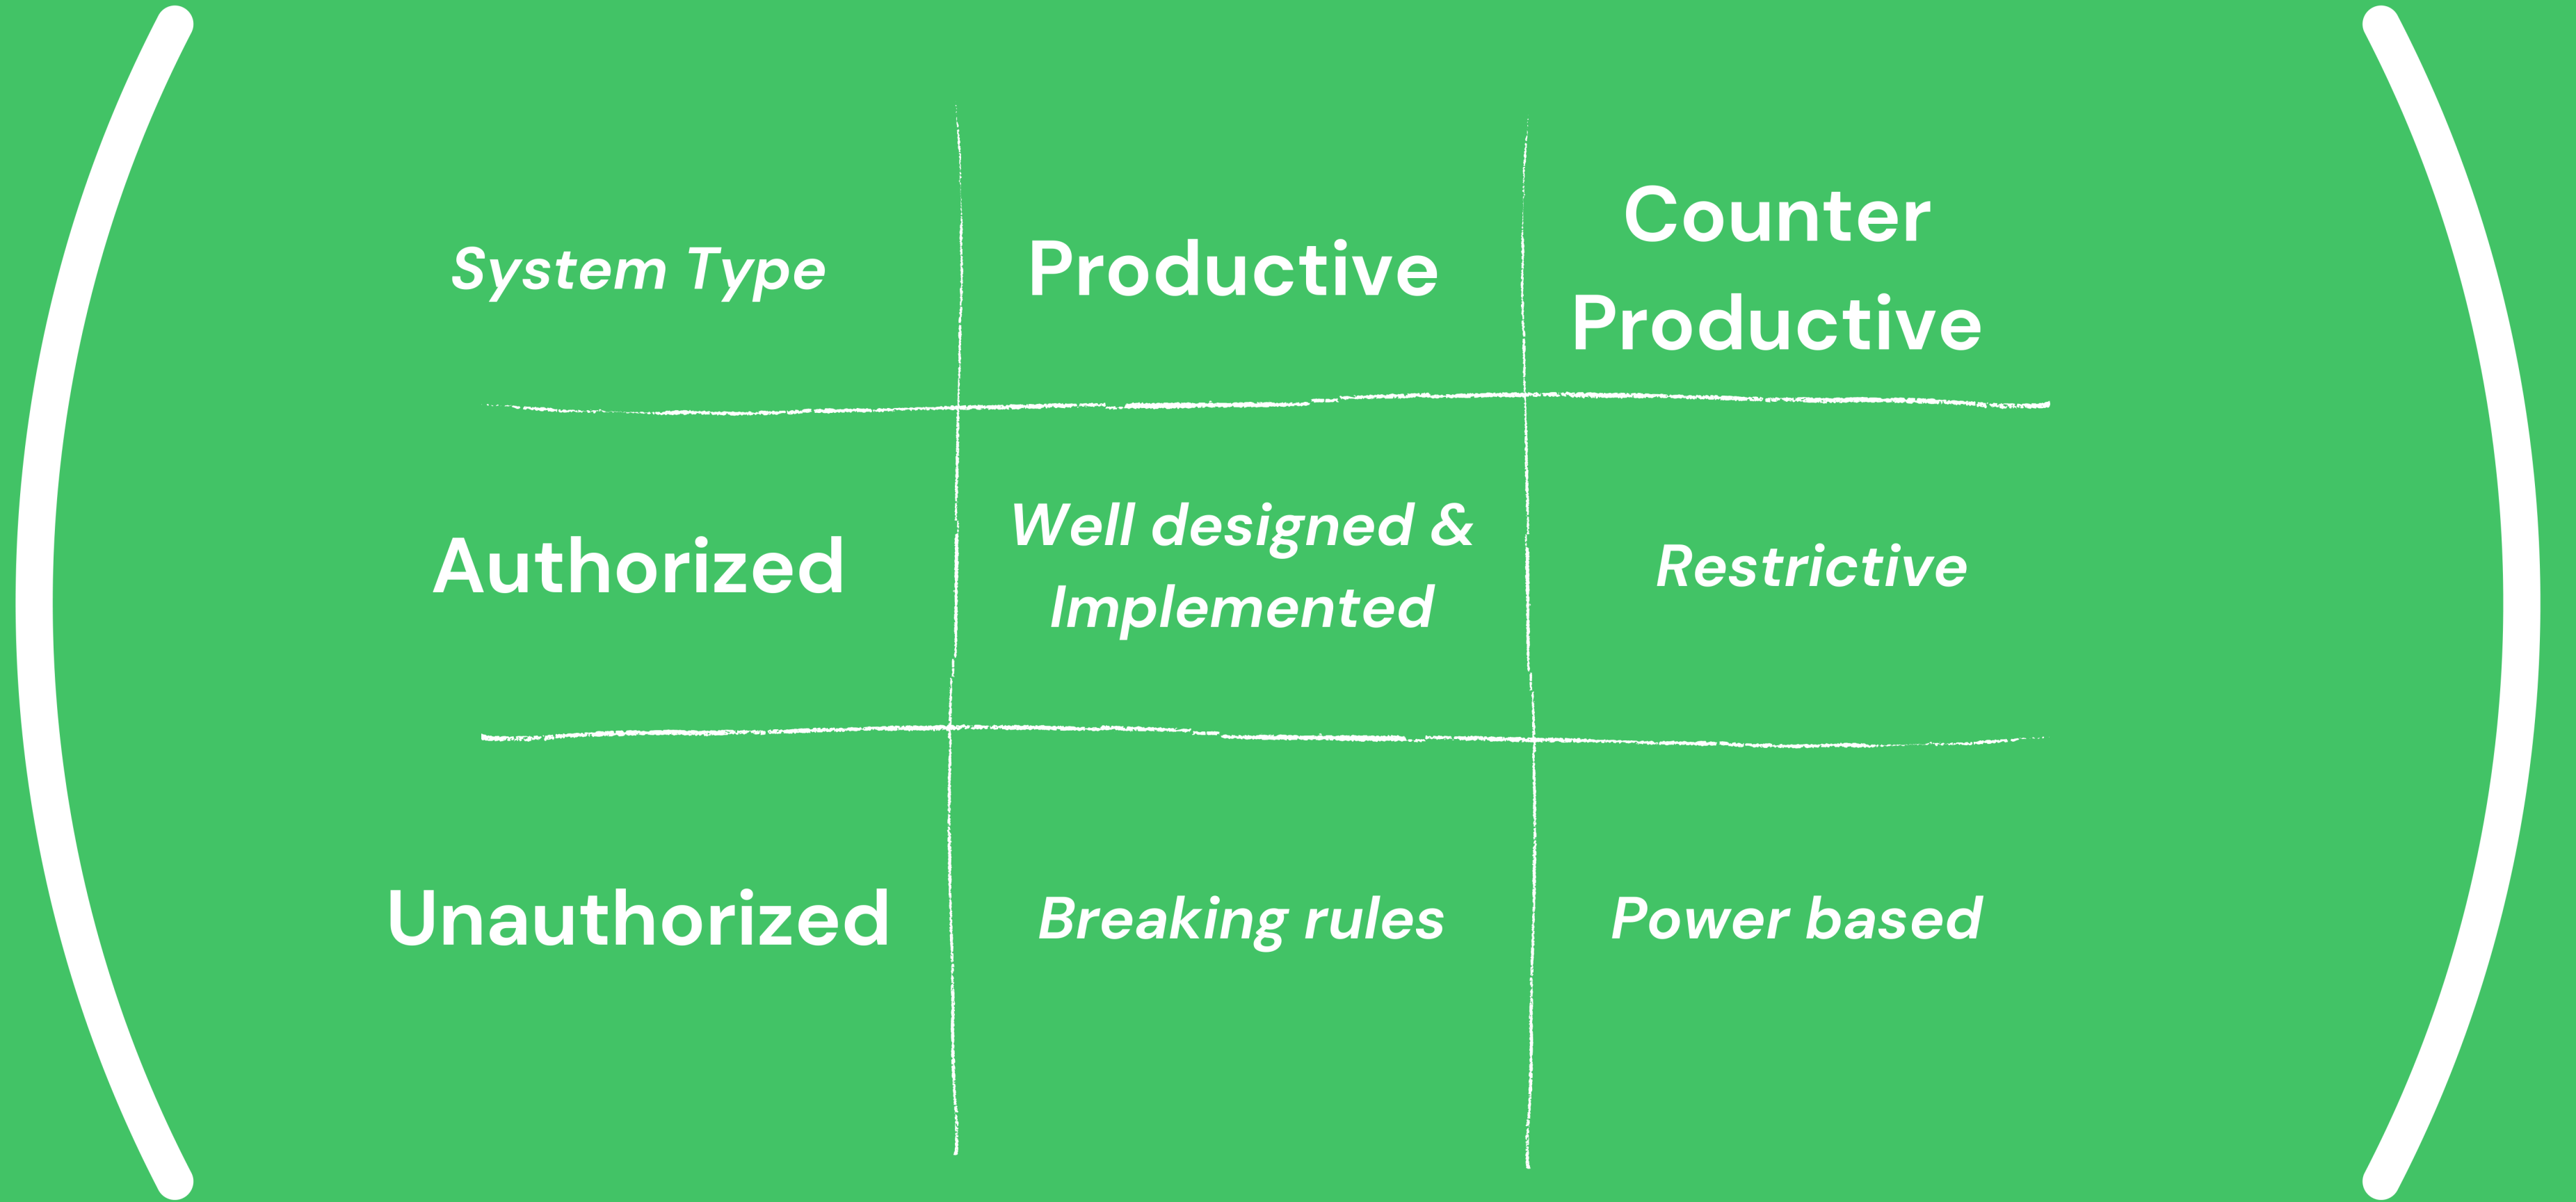 System Type
Productive
Counter
Productive
Authorized
Well designed &
Implemented
Restrictive
Unauthorized
Breaking rules
Power based